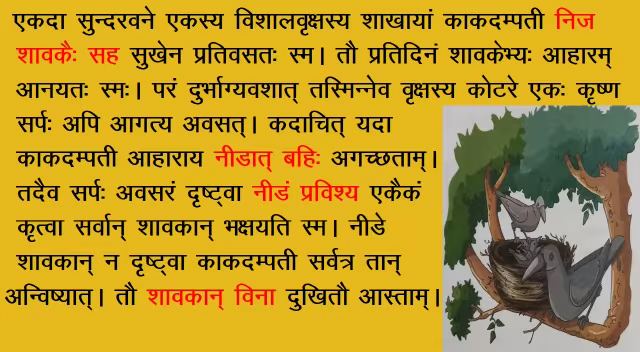 एकदा सुन्दरवने एकस्य विशालवृक्षस्य शाखायां काकदम्पती निज
शावकैः सह सुखेन प्रतिवसतः स्म। तौ प्रतिदिनं शावकेभ्यः आहारम्
आनयतः स्मः। परं दुर्भाग्यवशात् तस्मिन्नेव वृक्षस्य कोटरे एकः कृष्ण
सर्पः अपि आगत्य अवसत्। कदाचित् यदा
काकदम्पती आहाराय नीडात् बहिः अगच्छताम्।
तदैव सर्पः अवसरं दृष्ट्वा नीडं प्रविश्य एकैकं
कृत्वा सर्वान् शावकान् भक्षयति स्म। नीडे
शावकान् न दृष्ट्वा काकदम्पती सर्वत्र तान्
अन्विष्यात्। तौ शावकान् विना दुखितौ आस्ताम्।